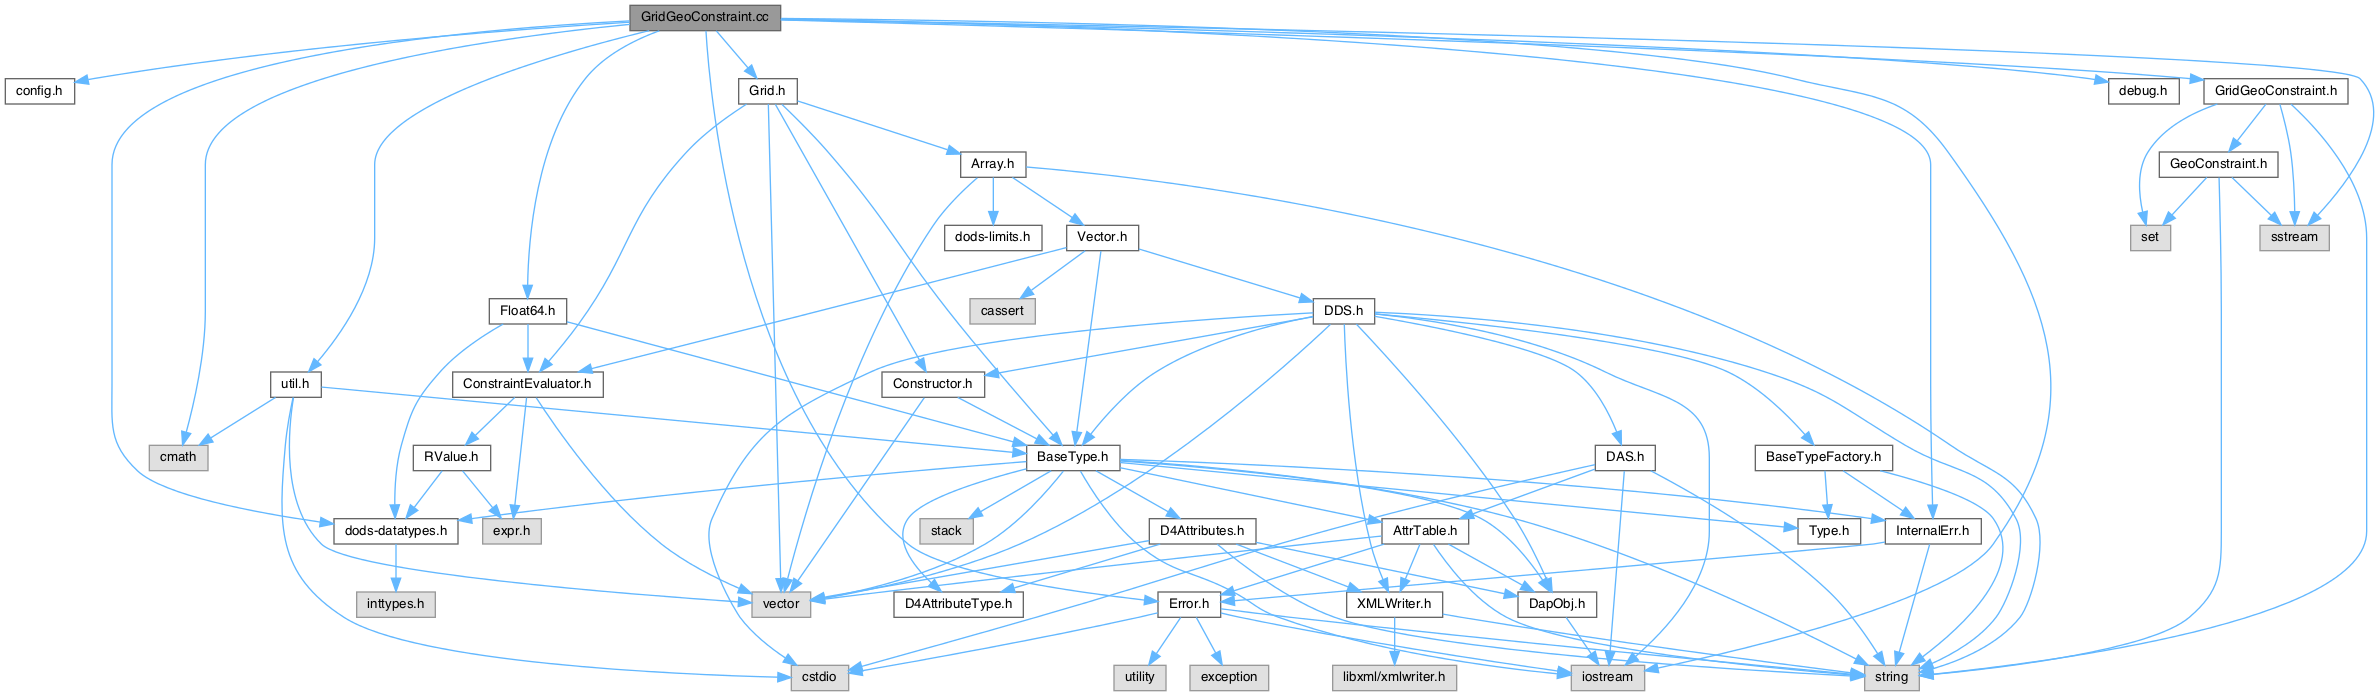 GridGeoConstraint.cc
config.h
Grid.h
debug.h
GridGeoConstraint.h
Array.h
GeoConstraint.h
dods-limits.h
Vector.h
set
sstream
Float64.h
cassert
DDS.h
util.h
ConstraintEvaluator.h
Constructor.h
cmath
RValue.h
BaseType.h
DAS.h
BaseTypeFactory.h
dods-datatypes.h
expr.h
stack
D4Attributes.h
AttrTable.h
Type.h
InternalErr.h
inttypes.h
vector
D4AttributeType.h
Error.h
XMLWriter.h
DapObj.h
cstdio
utility
exception
libxml/xmlwriter.h
iostream
string